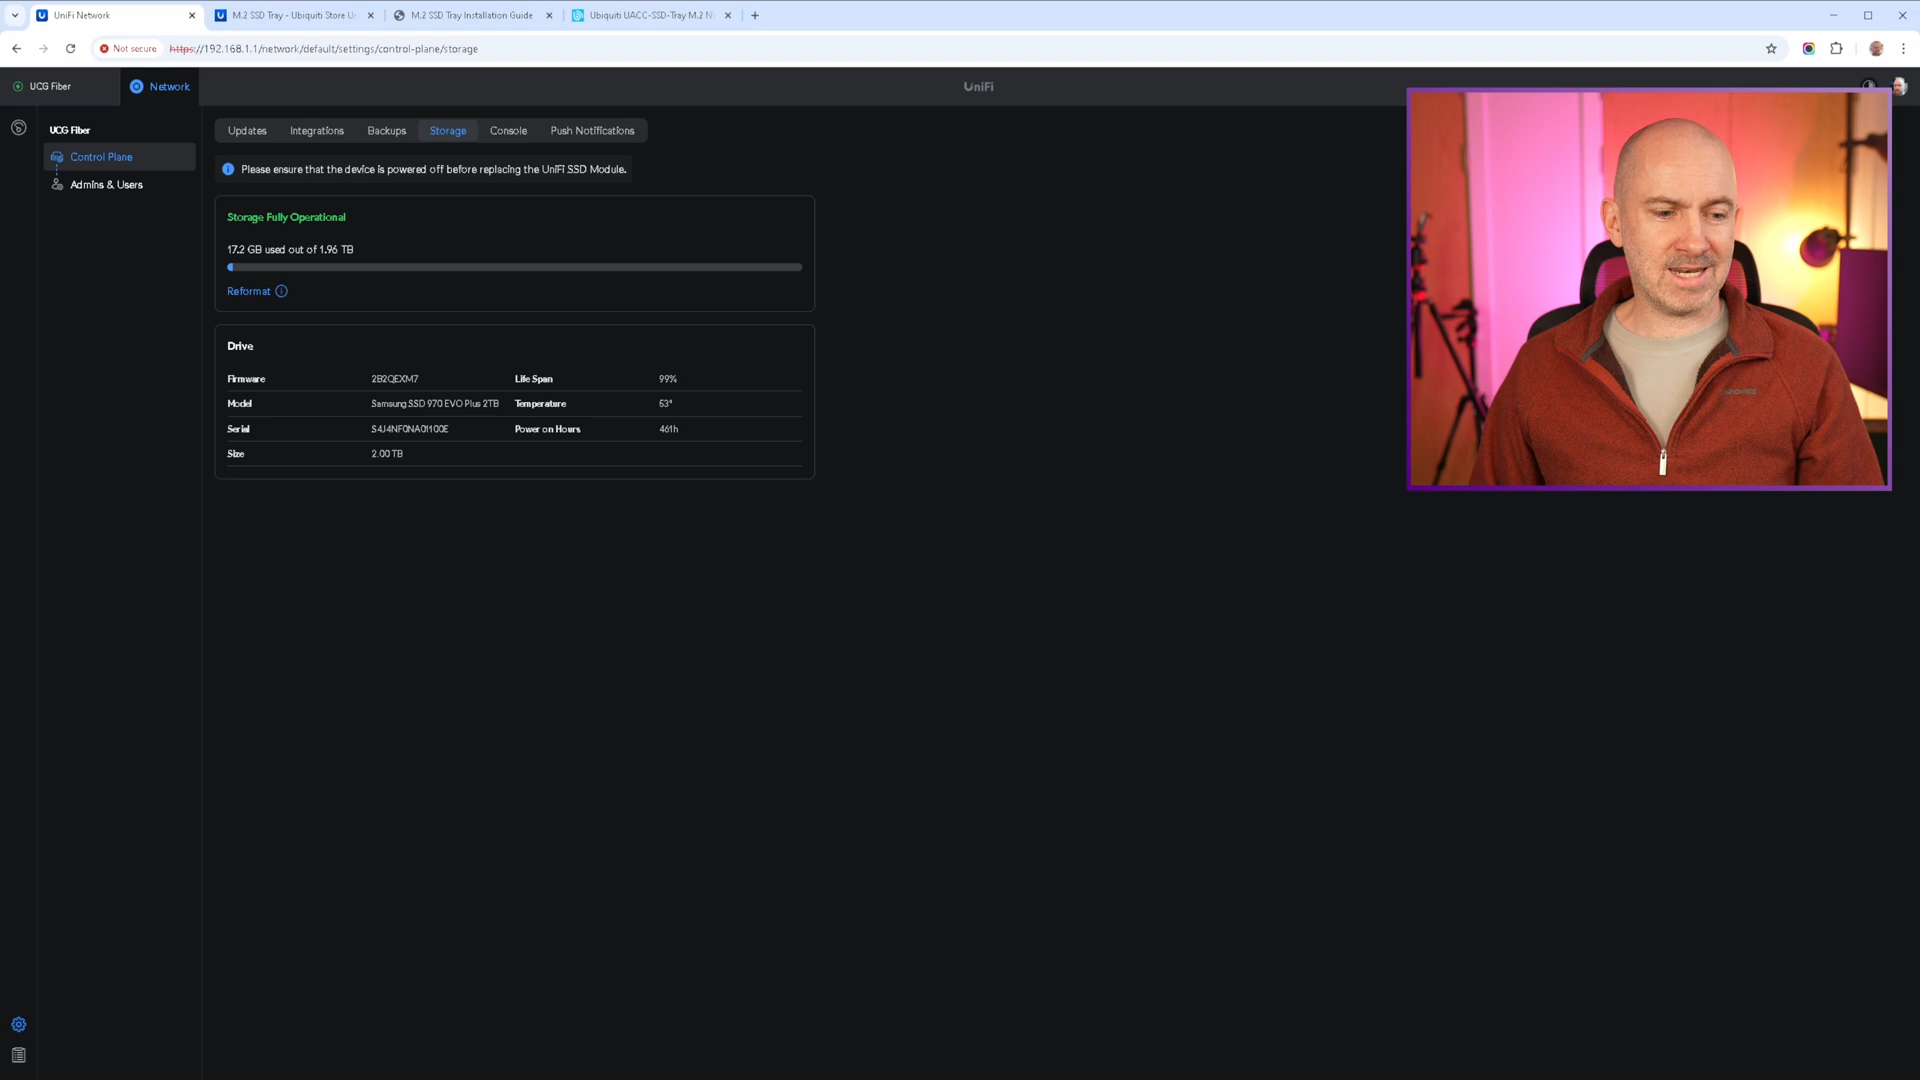 UniFi Network
M.2 SSD Tray - Ubiquiti Store U
M.2 SSD Tray Installation Guide
Ubiquiti UACC-SSD-Tray M.2 N
Not secure
https://192.168.1.1/network/default/settings/control-plane/storage
UCG Fiber
Network
UniFi
UCG Fiber
Control Plane
Admins & Users
Updates
Integrations
Backups
Storage
Console
Push Notifications
Please ensure that the device is powered off before replacing the UniFi SSD Module.
Storage Fully Operational
17.2 GB used out of 1.96 TB
Reformat
Drive
Firmware 2B2QEXM7 Life Span 99%
Model Samsung SSD 970 EVO Plus 2TB Temperature 53°
Serial S4J4NF0NA01100E Power on Hours 461h
Size 2.00 TB